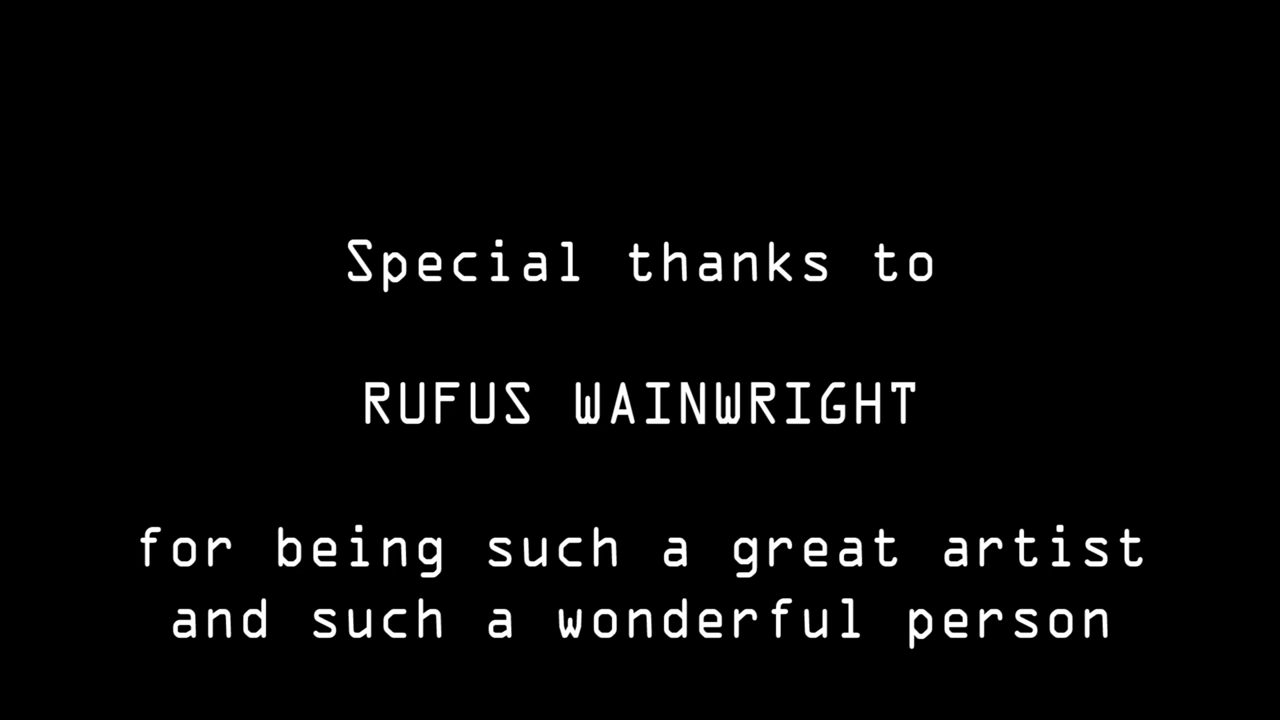 Special thanks to
RUFUS WAINWRIGHT
for being such a great artist
and such a wonderful person